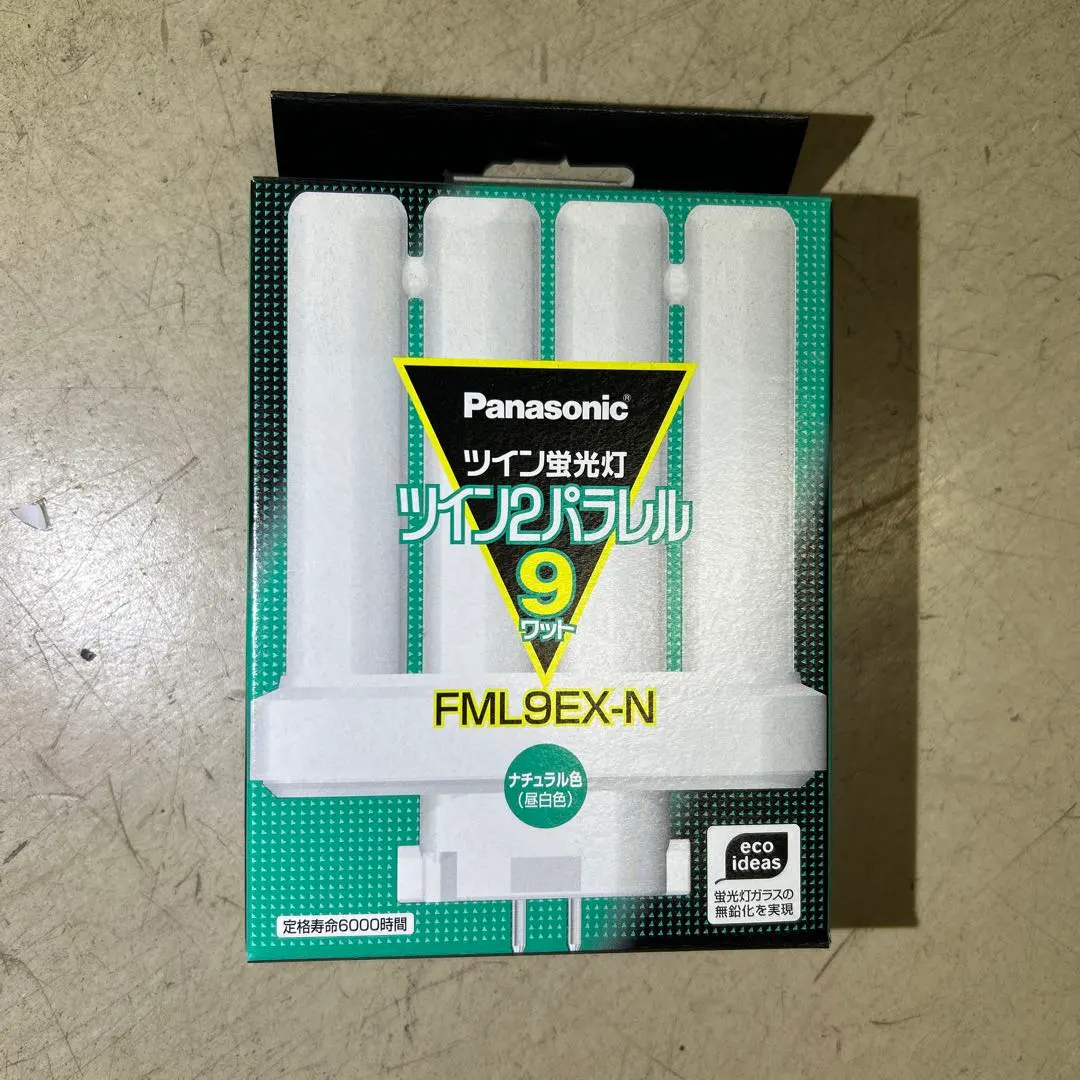 Panasonic®
ツイン蛍光灯
ツイン2パラレル
9
ワット
FML9EX-N
ナチュラル色
(昼白色)
eco
ideas
蛍光灯ガラスの
無鉛化を実現
定格寿命6000時間